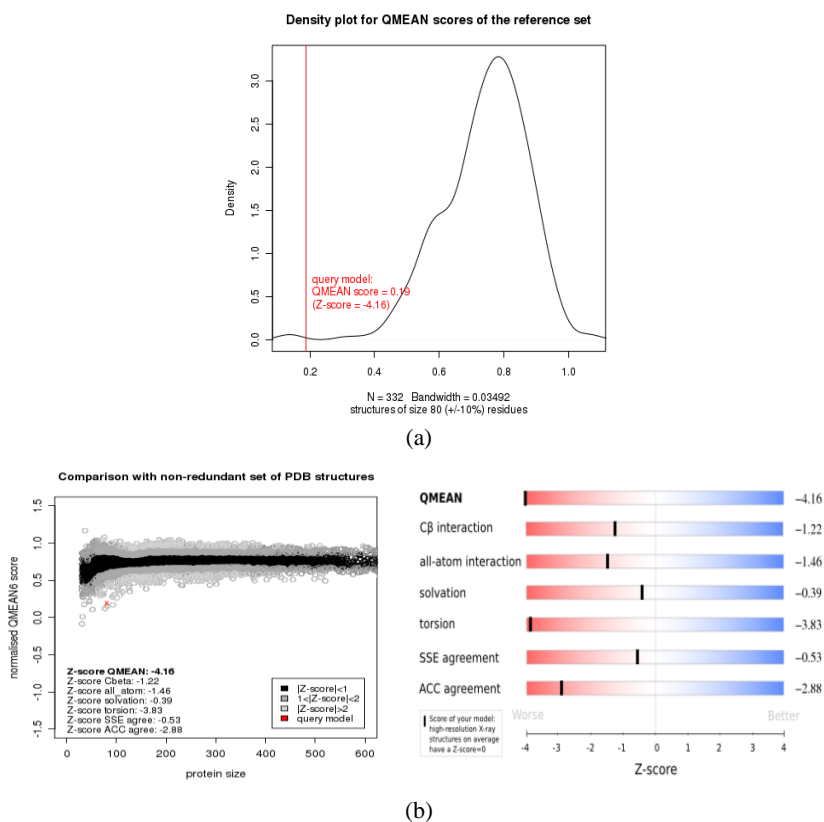 Density plot for QMEAN scores of the reference set
Density
3.0
2.5
2.0
1.5
1.0
0.5
0.0
query model:
QMEAN score = 0.19
(Z-score = -4.16)
0.2 0.4 0.6 0.8 1.0
N = 332 Bandwidth = 0.03492
structures of size 80 (+/-10%) residues
(a)
Comparison with non-redundant set of PDB structures
normalised QMEAN6 score
1.5
1.0
0.5
0.0
-0.5
-1.0
-1.5
Z-score QMEAN: -4.16
Z-score Cbeta: -1.22
Z-score all_atom: -1.46
Z-score solvation: -0.39
Z-score torsion: -3.83
Z-score SSE agree: -0.53
Z-score ACC agree: -2.88
|Z-score|<1
1<|Z-score|<2
|Z-score|>2
query model
0 100 200 300 400 500 600
protein size
QMEAN −4.16
Cβ interaction −1.22
all-atom interaction −1.46
solvation −0.39
torsion −3.83
SSE agreement −0.53
ACC agreement −2.88
Worse Better
Score of your model:
high-resolution X-ray
structures on average
have a Z-score=0
-4 -3 -2 -1 0 1 2 3 4
Z-score
(b)